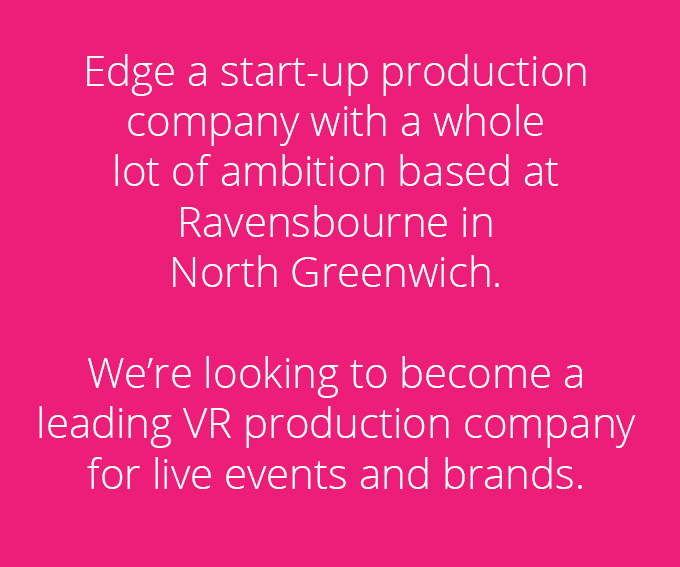 Edge a start-up production
company with a whole
lot of ambition based at
Ravensbourne in
North Greenwich.
We’re looking to become a
leading VR production company
for live events and brands.